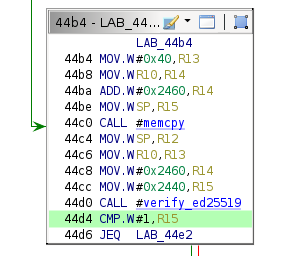 44b4 - LAB_44...
LAB_44b4
44b4 MOV.W #0x40,R13
44b8 MOV.W R10,R14
44ba ADD.W #0x2460,R14
44be MOV.W SP,R15
44c0 CALL #memcpy
44c4 MOV.W SP,R12
44c6 MOV.W R10,R13
44c8 MOV.W #0x2460,R14
44cc MOV.W #0x2440,R15
44d0 CALL #verify_ed25519
44d4 CMP.W #1,R15
44d6 JEQ LAB_44e2